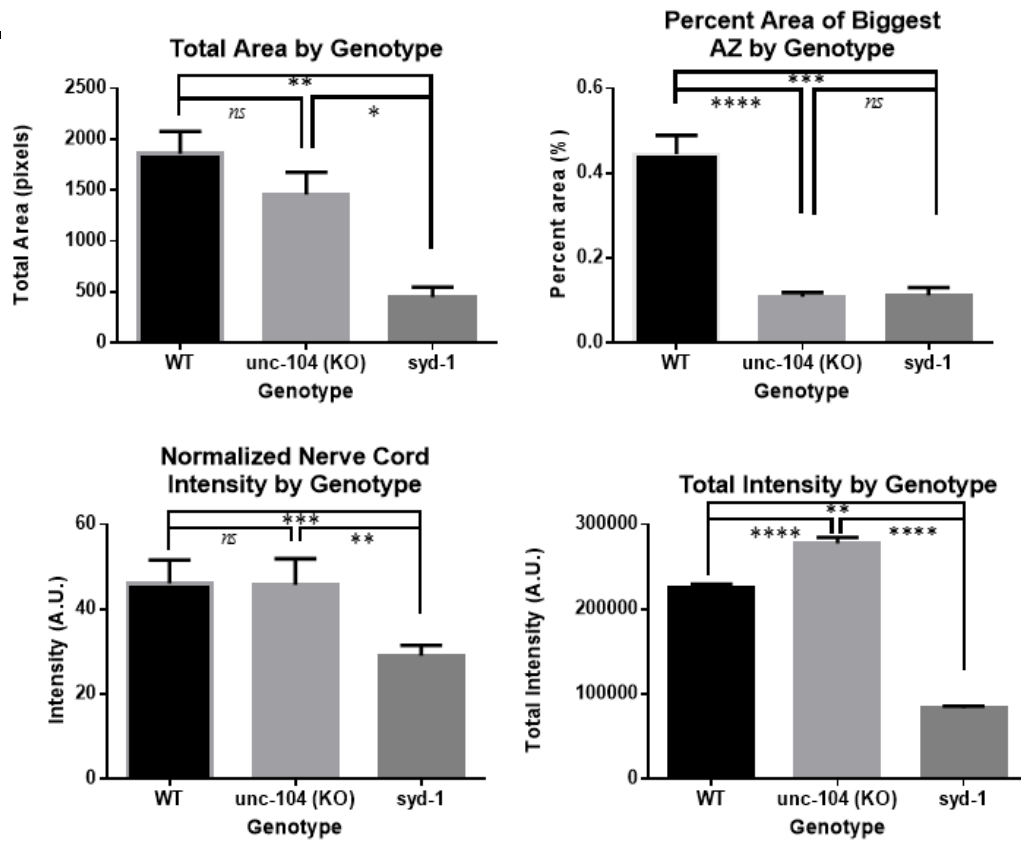 Total Area by Genotype
Total Area (pixels)
2500
2000
1500
1000
500
0
**
ns
*
WT unc-104 (KO) syd-1
Genotype
Percent Area of Biggest
AZ by Genotype
Percent area (%)
0.6
0.4
0.2
0.0
***
****
ns
WT unc-104 (KO) syd-1
Genotype
Normalized Nerve Cord
Intensity by Genotype
Intensity (A.U.)
60
40
20
0
***
ns
**
WT unc-104 (KO) syd-1
Genotype
Total Intensity by Genotype
Total Intensity (A.U.)
300000
200000
100000
0
**
****
****
WT unc-104 (KO) syd-1
Genotype